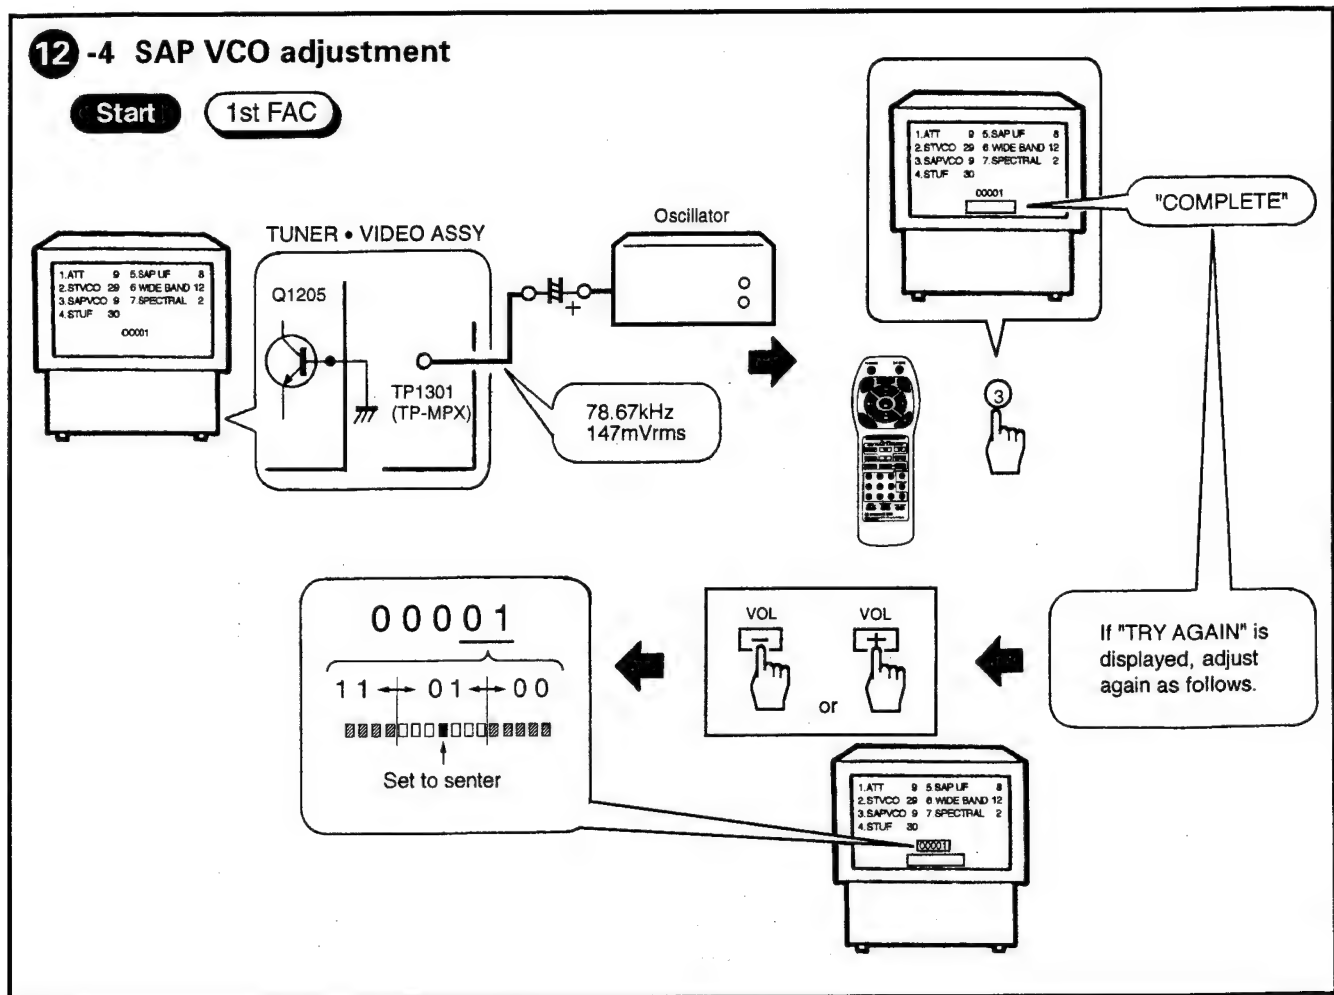 12 -4 SAP VCO adjustment
Start 1st FAC
1.ATT 9 5.SAP UF 8
2.STVCO 29 6 WIDE BAND 12
3.SAPVCO 9 7.SPECTRAL 2
4.STUF 30
00001
TUNER • VIDEO ASSY
Q1205
TP1301
(TP-MPX)
Oscillator
+
78.67kHz
147mVrms
1.ATT 9 5.SAP UF 8
2.STVCO 29 6 WIDE BAND 12
3.SAPVCO 9 7.SPECTRAL 2
4.STUF 30
00001
"COMPLETE"
3
If "TRY AGAIN" is
displayed, adjust
again as follows.
VOL VOL
− +
or
00001
11 ↔ 01 ↔ 00
Set to senter
1.ATT 9 5.SAP UF 8
2.STVCO 29 6 WIDE BAND 12
3.SAPVCO 9 7.SPECTRAL 2
4.STUF 30
00001